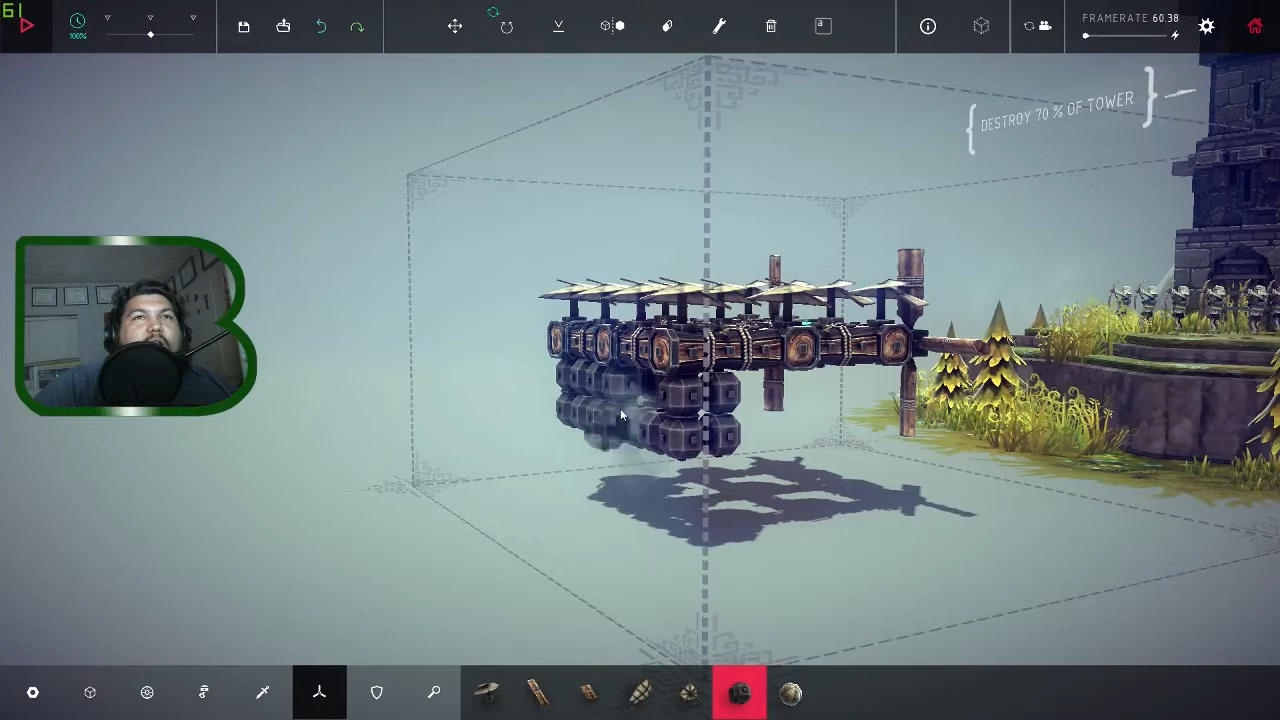 61
100%
a
FRAMERATE 60.38
DESTROY 70 % OF TOWER